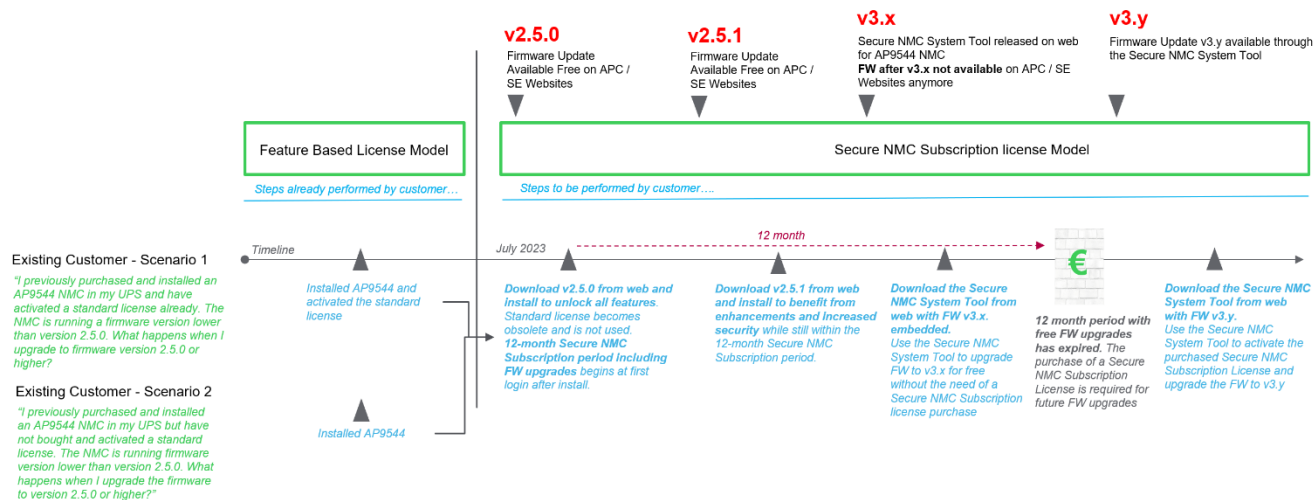 v2.5.0
Firmware Update
Available Free on APC /
SE Websites
v2.5.1
Firmware Update
Available Free on APC /
SE Websites
v3.x
Secure NMC System Tool released on web
for AP9544 NMC
FW after v3.x not available on APC / SE
Websites anymore
v3.y
Firmware Update v3.y available through
the Secure NMC System Tool
Feature Based License Model
Secure NMC Subscription license Model
Steps already performed by customer…
Steps to be performed by customer….
Timeline
July 2023
12 month
€
Existing Customer - Scenario 1
“I previously purchased and installed an
AP9544 NMC in my UPS and have
activated a standard license already. The
NMC is running a firmware version lower
than version 2.5.0. What happens when I
upgrade to firmware version 2.5.0 or
higher?
Installed AP9544 and
activated the standard
license
Download v2.5.0 from web and
Install to unlock all features.
Standard license becomes
obsolete and is not used.
12-month Secure NMC
Subscription period Including
FW upgrades begins at first
login after install.
Download v2.5.1 from web
and install to benefit from
enhancements and Increased
security while still within the
12-month Secure NMC
Subscription period.
Download the Secure
NMC System Tool from
web with FW v3.x.
embedded.
Use the Secure NMC
System Tool to upgrade
FW to v3.x for free
without the need of a
Secure NMC Subscription
license purchase
12 month period with
free FW upgrades
has expired. The
purchase of a Secure
NMC Subscription
License is required for
future FW upgrades
Download the Secure NMC
System Tool from web
with FW v3.y.
Use the Secure NMC
System Tool to activate the
purchased Secure NMC
Subscription License and
upgrade the FW to v3.y
Existing Customer - Scenario 2
“I previously purchased and installed
an AP9544 NMC in my UPS but have
not bought and activated a standard
license. The NMC is running firmware
version lower than version 2.5.0. What
happens when I upgrade the firmware
to version 2.5.0 or higher?”
Installed AP9544